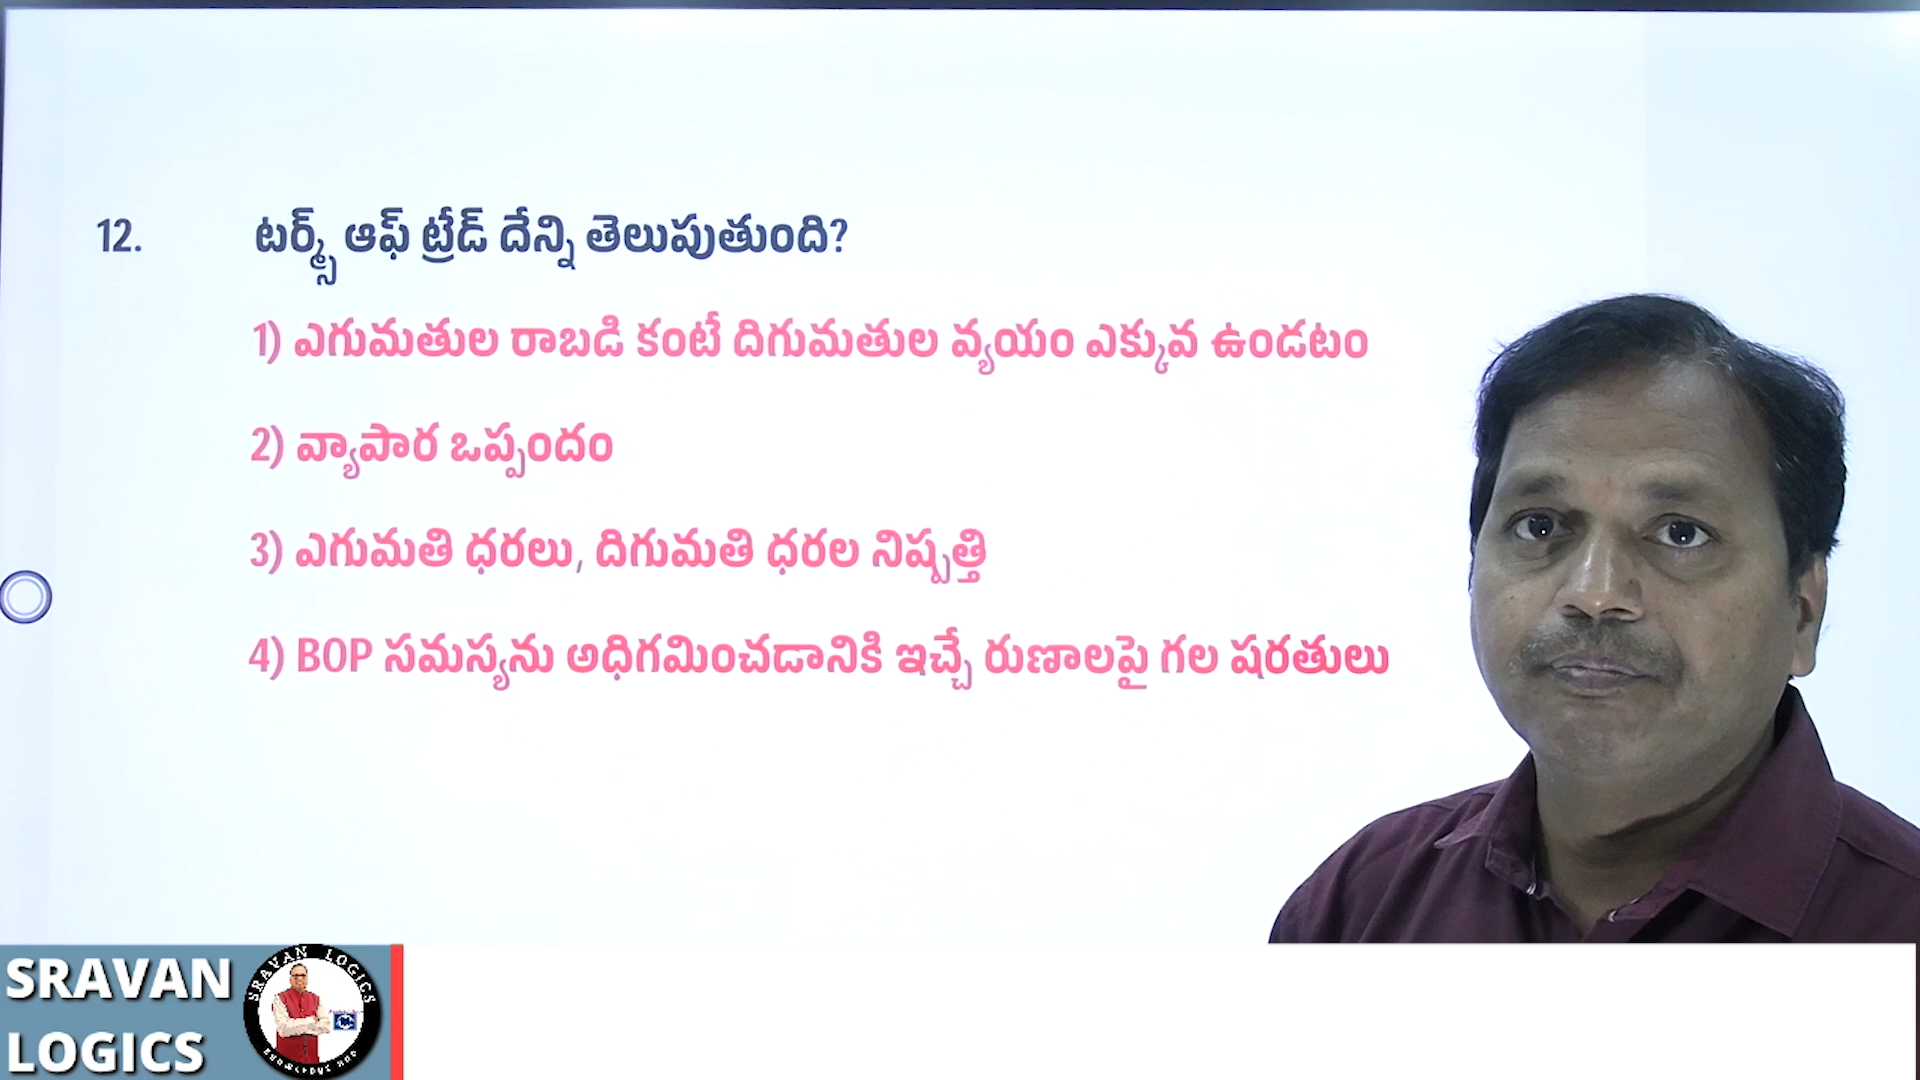 12. టర్మ్స్ ఆఫ్ ట్రేడ్ దేన్ని తెలుపుతుంది?
1) ఎగుమతుల రాబడి కంటే దిగుమతుల వ్యయం ఎక్కువ ఉండటం
2) వ్యాపార ఒప్పందం
3) ఎగుమతి ధరలు, దిగుమతి ధరల నిష్పత్తి
4) BOP సమస్యను అధిగమించడానికి ఇచ్చే రుణాలపై గల షరతులు
SRAVAN
LOGICS
SRAVAN LOGICS